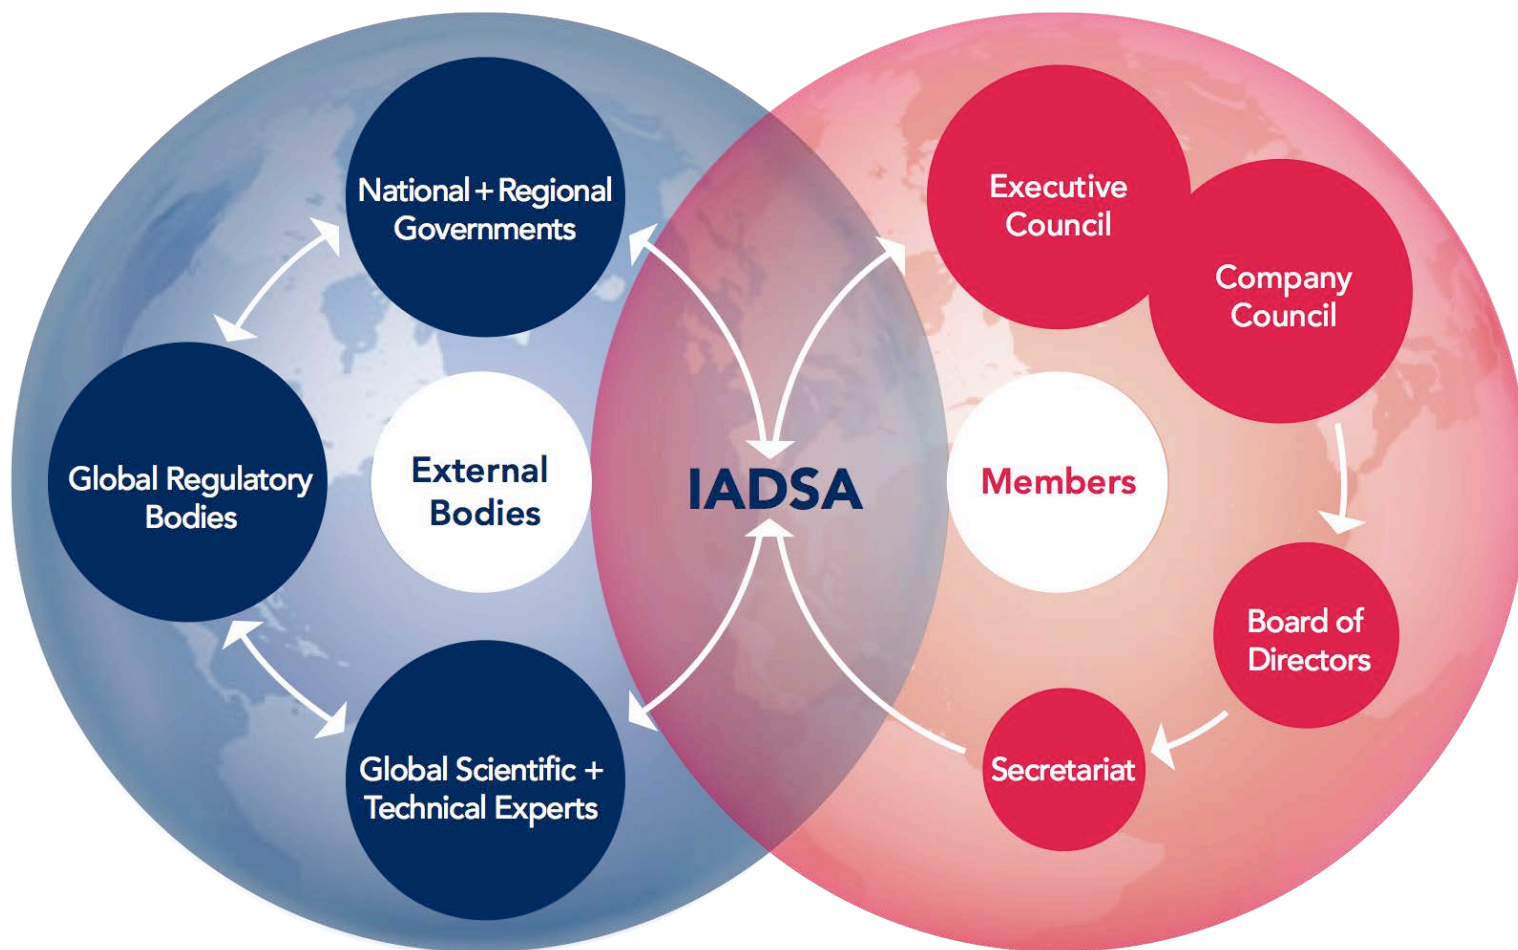 National + Regional
Governments
Global Regulatory
Bodies
External
Bodies
Global Scientific +
Technical Experts
IADSA
Executive
Council
Company
Council
Members
Board of
Directors
Secretariat